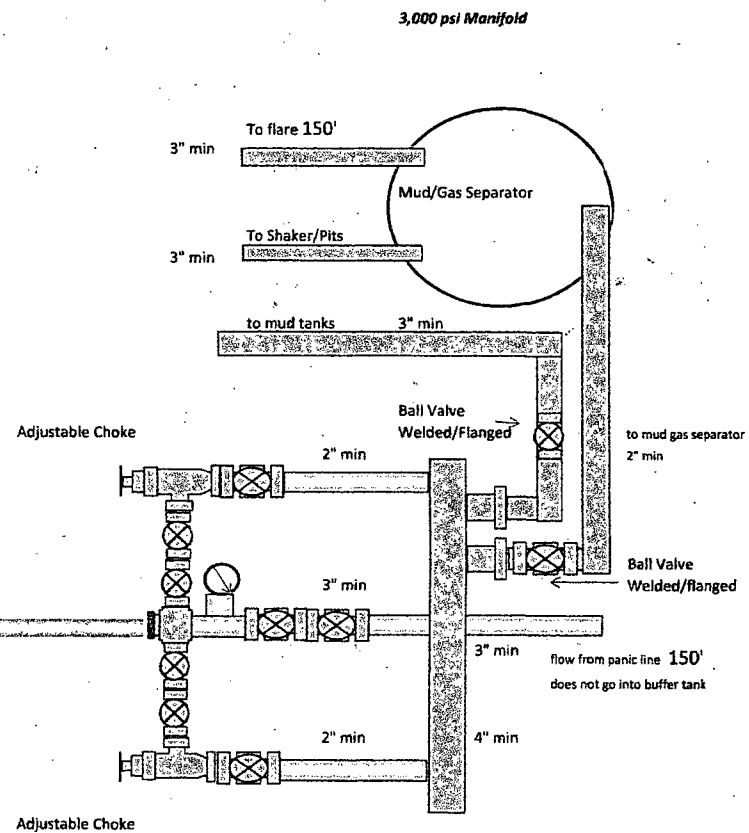 3,000 psi Manifold
To flare 150'
3" min
Mud/Gas Separator
To Shaker/Pits
3" min
to mud tanks 3" min
Ball Valve
Welded/Flanged
Adjustable Choke
to mud gas separator
2" min
2" min
Ball Valve
Welded/flanged
3" min
3" min
flow from panic line 150'
does not go into buffer tank
2" min
4" min
Adjustable Choke